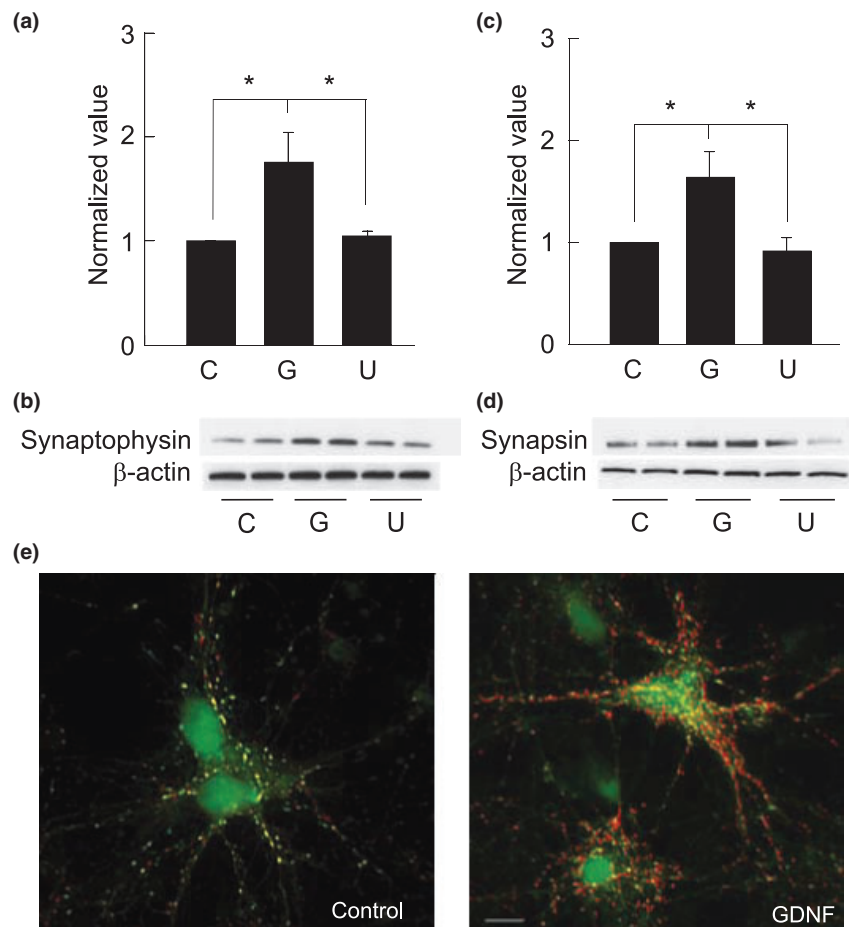 (a)
3
2
1
0
Normalized value
* *
C G U
(c)
3
2
1
0
Normalized value
* *
C G U
(b)
Synaptophysin
β-actin
C G U
(d)
Synapsin
β-actin
C G U
(e)
Control
GDNF